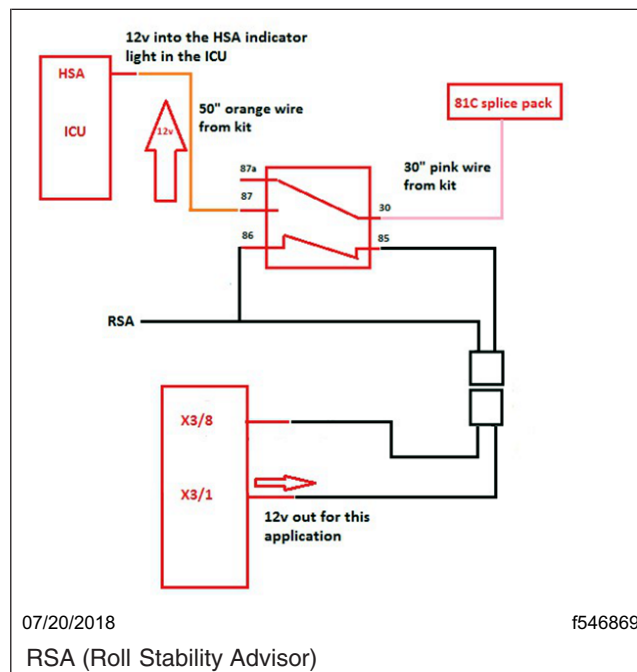 12v into the HSA indicator
light in the ICU
HSA
ICU
12v
50" orange wire
from kit
81C splice pack
30" pink wire
from kit
87a
87
30
86
85
RSA
X3/8
X3/1
12v out for this
application
07/20/2018
f546869
RSA (Roll Stability Advisor)